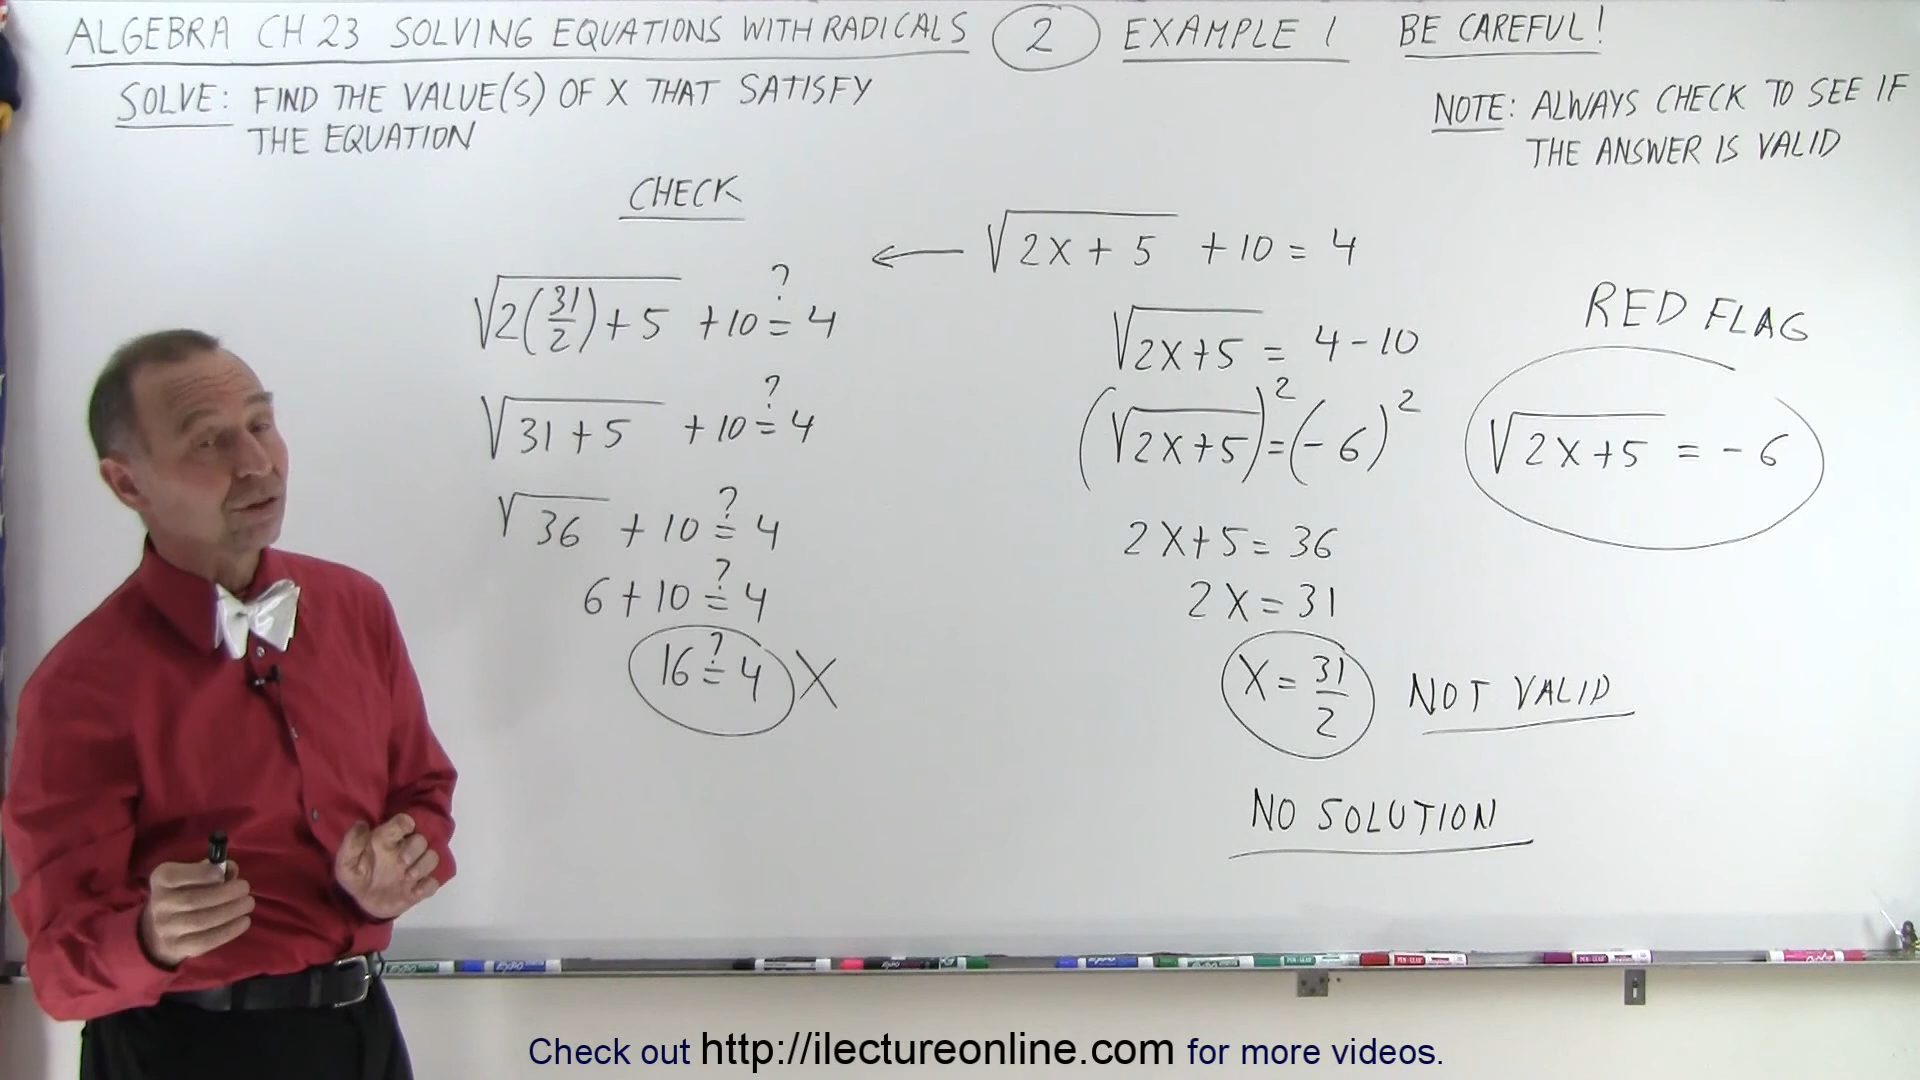 ALGEBRA CH 23 SOLVING EQUATIONS WITH RADICALS 2 EXAMPLE 1 BE CAREFUL!
SOLVE: FIND THE VALUE(S) OF X THAT SATISFY
THE EQUATION
NOTE: ALWAYS CHECK TO SEE IF
THE ANSWER IS VALID
CHECK
← √(2X + 5) + 10 = 4
√(2(31/2) + 5) + 10 ≟ 4
√(31 + 5) + 10 ≟ 4
√36 + 10 ≟ 4
6 + 10 ≟ 4
16 ≟ 4 X
√(2X+5) = 4 - 10
(√(2X+5))² = (-6)²
2X+5 = 36
2X = 31
X = 31/2 NOT VALID
NO SOLUTION
RED FLAG
√(2X+5) = -6
Check out http://ilectureonline.com for more videos.